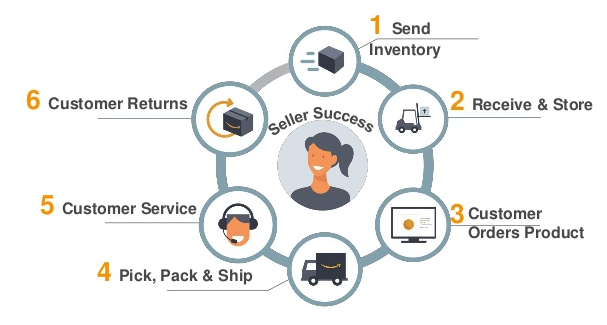 1 Send
Inventory
2 Receive & Store
3 Customer
Orders Product
4 Pick, Pack & Ship
5 Customer Service
6 Customer Returns
Seller Success